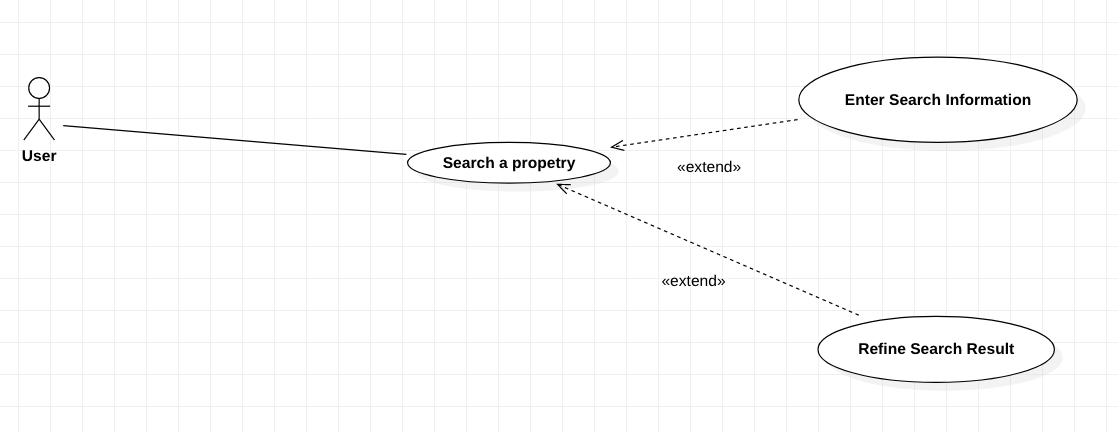 Enter Search Information
User
Search a propetry
«extend»
«extend»
Refine Search Result